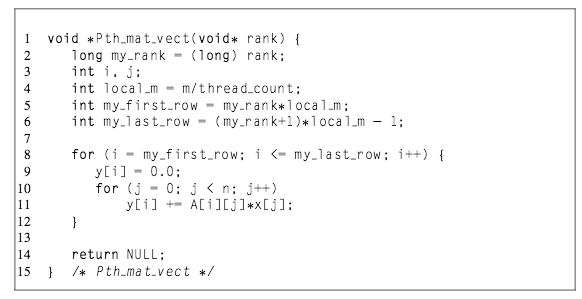 1 void *Pth_mat_vect(void* rank) {
2 long my_rank = (long) rank;
3 int i, j;
4 int local_m = m/thread_count;
5 int my_first_row = my_rank*local_m;
6 int my_last_row = (my_rank+1)*local_m - 1;
7
8 for (i = my_first_row; i <= my_last_row; i++) {
9 y[i] = 0.0;
10 for (j = 0; j < n; j++)
11 y[i] += A[i][j]*x[j];
12 }
13
14 return NULL;
15 } /* Pth_mat_vect */